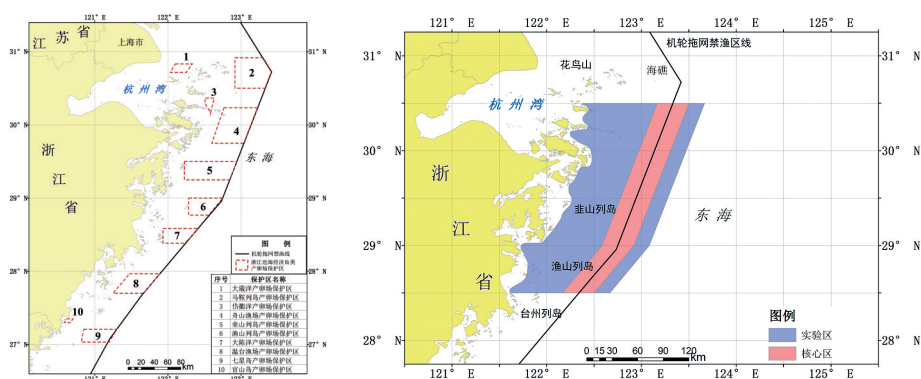 121° E
122° E
123° E
江苏省
上海市
杭州湾
浙江省
东海
31° N
30° N
29° N
28° N
27° N
1
2
3
4
5
6
7
8
9
10
图 例
机轮拖网禁渔线
浙江近海经济鱼类
产卵场保护区
序号 保护区名称
1 大戢洋产卵场保护区
2 马鞍列岛产卵场保护区
3 岱衢洋产卵场保护区
4 舟山渔场产卵场保护区
5 韭山列岛产卵场保护区
6 渔山列岛产卵场保护区
7 大陈洋产卵场保护区
8 温台渔场产卵场保护区
9 七星岛产卵场保护区
10 官山岛产卵场保护区
0 20 40 60 80
km
121° E
122° E
123° E
121° E 122° E 123° E 124° E 125° E
31° N
30° N
29° N
28° N
机轮拖网禁渔区线
花鸟山
海礁
杭州湾
浙江省
韭山列岛
东海
渔山列岛
台州列岛
图例
实验区
核心区
0 15 30 60 90 120
km
31° N
30° N
29° N
28° N
121° E 122° E 123° E 124° E 125° E